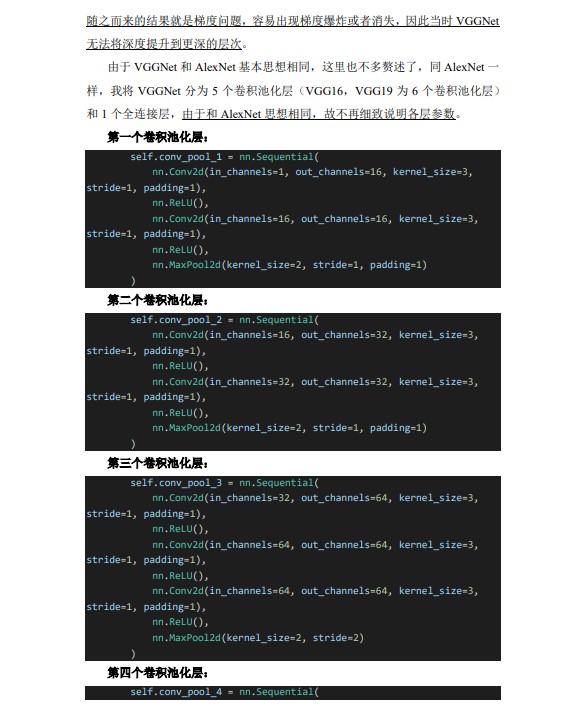 随之而来的结果就是梯度问题，容易出现梯度爆炸或者消失，因此当时 VGGNet
无法将深度提升到更深的层次。
由于 VGGNet 和 AlexNet 基本思想相同，这里也不多赘述了，同 AlexNet 一
样，我将 VGGNet 分为 5 个卷积池化层（VGG16，VGG19 为 6 个卷积池化层）
和 1 个全连接层，由于和 AlexNet 思想相同，故不再细致说明各层参数。
第一个卷积池化层：
self.conv_pool_1 = nn.Sequential(
nn.Conv2d(in_channels=1, out_channels=16, kernel_size=3,
stride=1, padding=1),
nn.ReLU(),
nn.Conv2d(in_channels=16, out_channels=16, kernel_size=3,
stride=1, padding=1),
nn.ReLU(),
nn.MaxPool2d(kernel_size=2, stride=1, padding=1)
)
第二个卷积池化层：
self.conv_pool_2 = nn.Sequential(
nn.Conv2d(in_channels=16, out_channels=32, kernel_size=3,
stride=1, padding=1),
nn.ReLU(),
nn.Conv2d(in_channels=32, out_channels=32, kernel_size=3,
stride=1, padding=1),
nn.ReLU(),
nn.MaxPool2d(kernel_size=2, stride=1, padding=1)
)
第三个卷积池化层：
self.conv_pool_3 = nn.Sequential(
nn.Conv2d(in_channels=32, out_channels=64, kernel_size=3,
stride=1, padding=1),
nn.ReLU(),
nn.Conv2d(in_channels=64, out_channels=64, kernel_size=3,
stride=1, padding=1),
nn.ReLU(),
nn.Conv2d(in_channels=64, out_channels=64, kernel_size=3,
stride=1, padding=1),
nn.ReLU(),
nn.MaxPool2d(kernel_size=2, stride=2)
)
第四个卷积池化层：
self.conv_pool_4 = nn.Sequential(